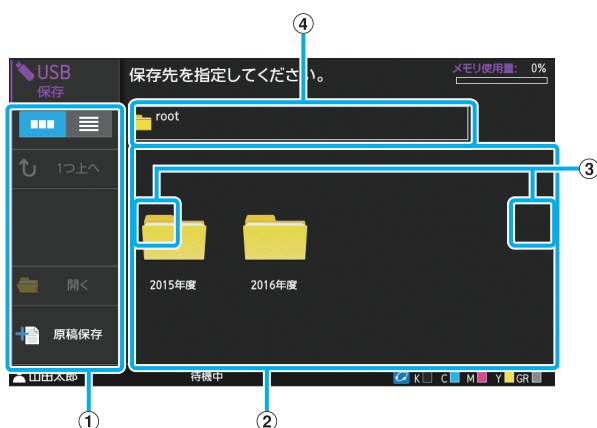 ④
USB
保存
保存先を指定してください。
メモリ使用量: 0%
root
③
1つ上へ
2015年度
2016年度
開く
原稿保存
山田太郎
待機中
K C M Y GR
①
②